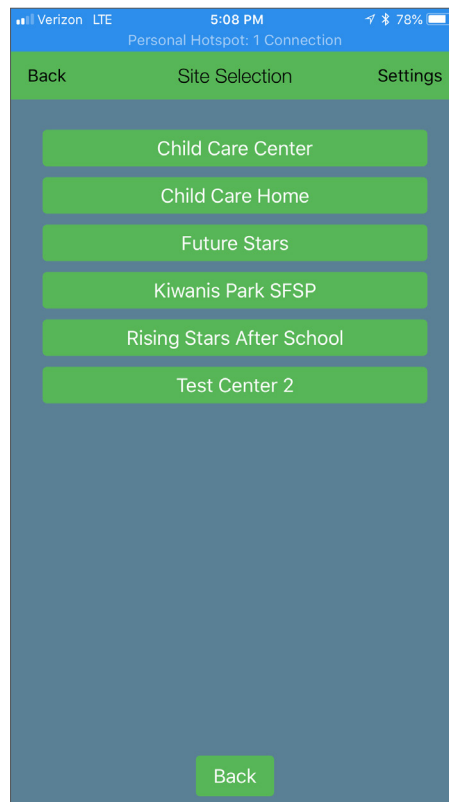 Verizon LTE 5:08 PM 78%
Personal Hotspot: 1 Connection
Back Site Selection Settings
Child Care Center
Child Care Home
Future Stars
Kiwanis Park SFSP
Rising Stars After School
Test Center 2
Back